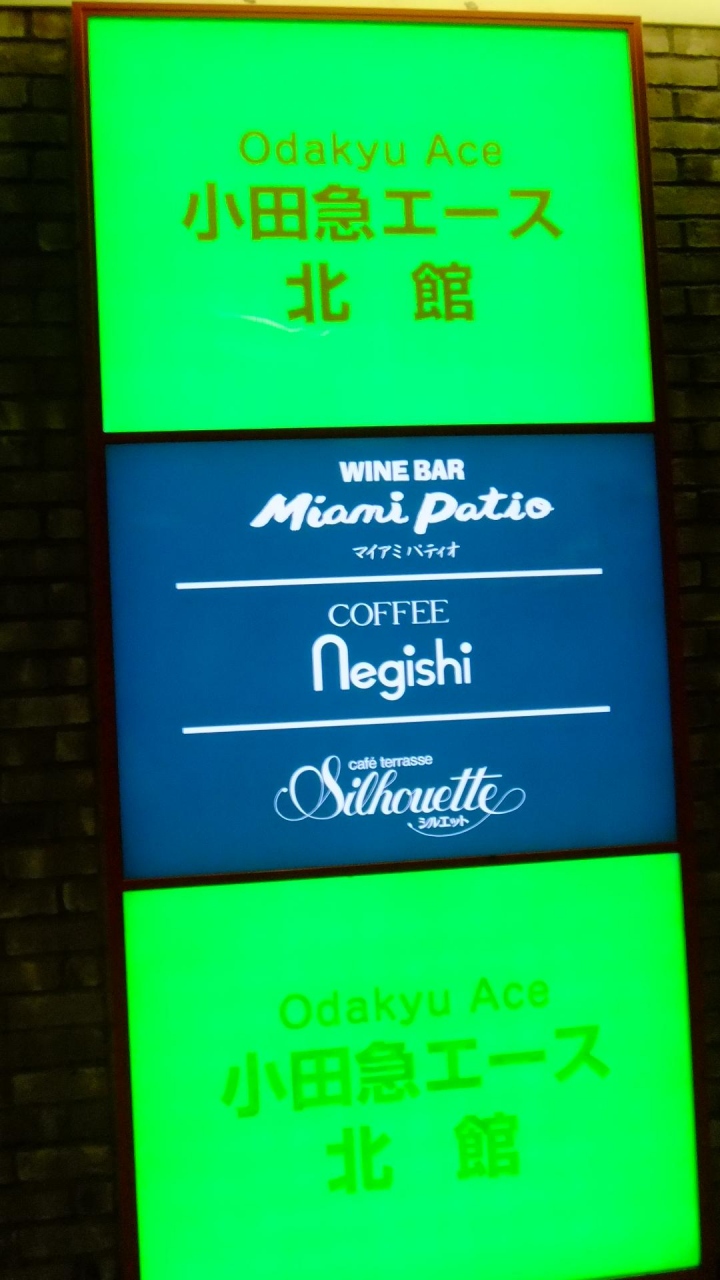 Odakyu Ace
小田急エース
北 館
WINE BAR
Miami Patio
マイアミ パティオ
COFFEE
Negishi
café terrasse
Silhouette
シルエット
Odakyu Ace
小田急エース
北 館